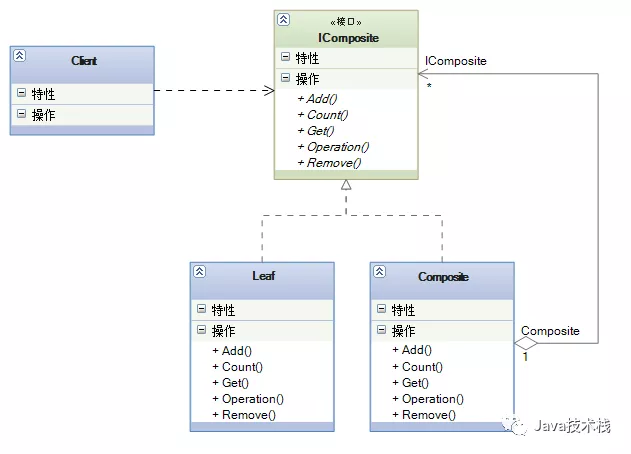 Client
特性
操作
«接口»
IComposite
特性
操作
+ Add()
+ Count()
+ Get()
+ Operation()
+ Remove()
IComposite
*
Leaf
特性
操作
+ Add()
+ Count()
+ Get()
+ Operation()
+ Remove()
Composite
特性
操作
+ Add()
+ Count()
+ Get()
+ Operation()
+ Remove()
Composite
1
Java技术栈